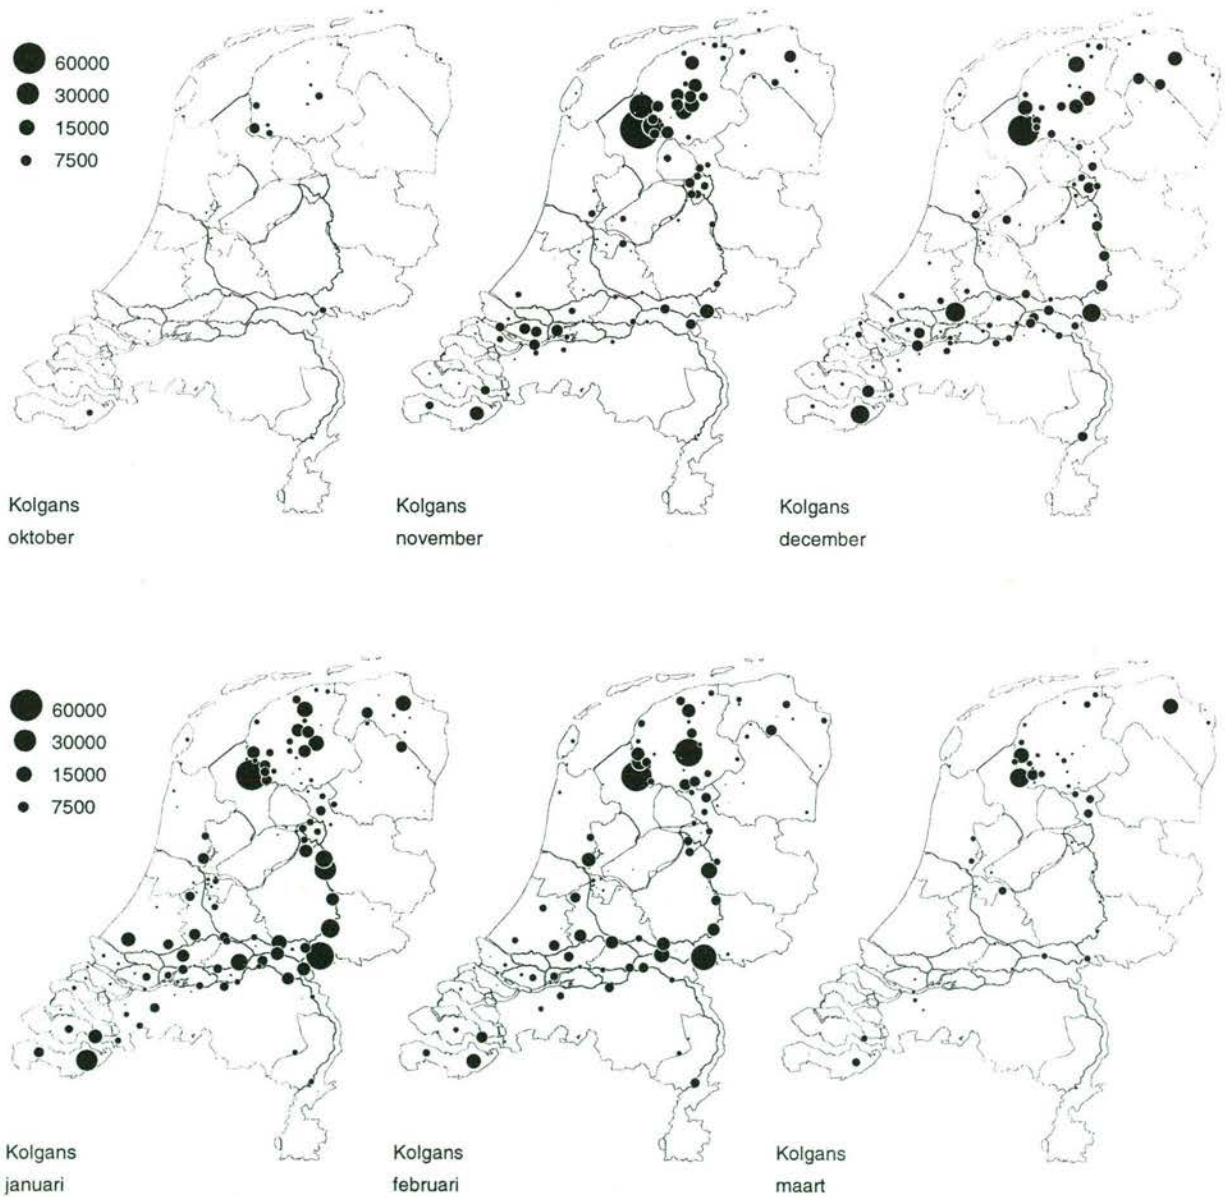 60000
30000
15000
7500
Kolgans
oktober
Kolgans
november
Kolgans
december
60000
30000
15000
7500
Kolgans
januari
Kolgans
februari
Kolgans
maart